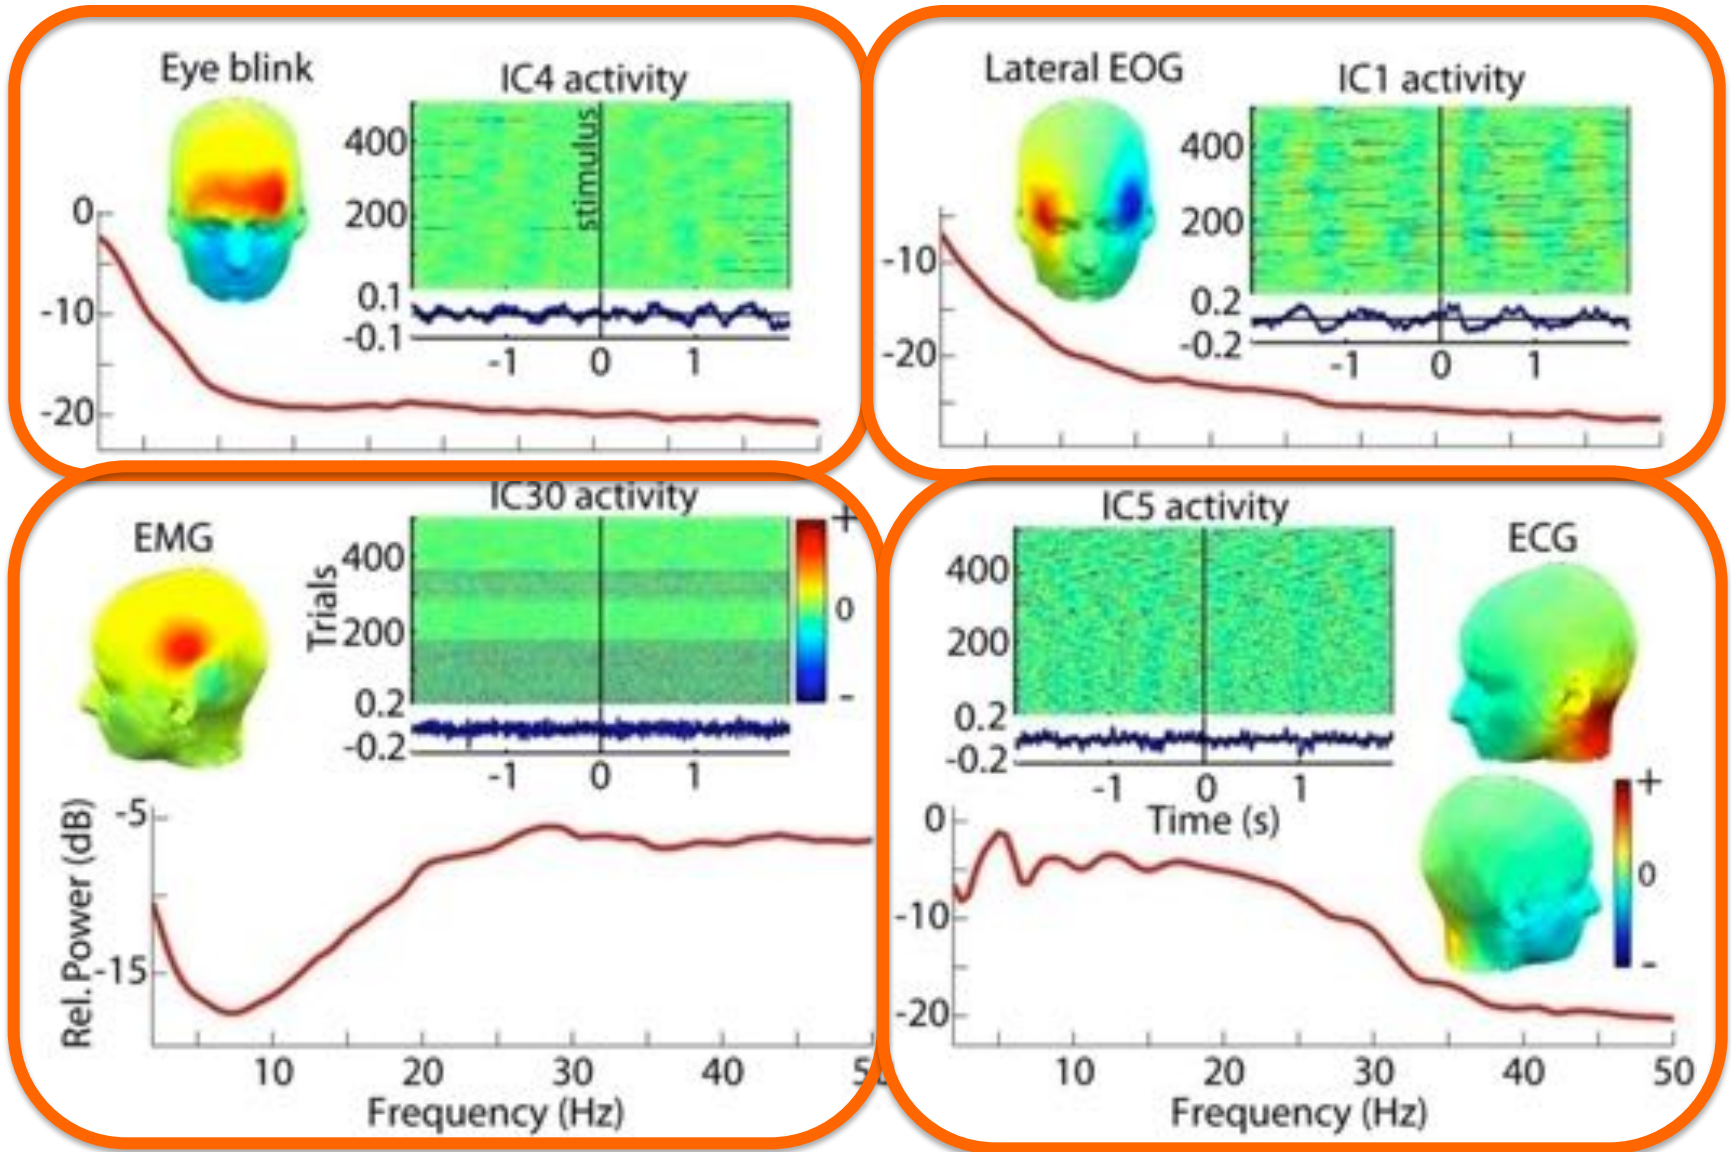 Eye blink
IC4 activity
stimulus
400
200
0.1
-0.1
-1 0 1
0
-10
-20
Lateral EOG
IC1 activity
400
200
0.2
-0.2
-1 0 1
-10
-20
EMG
IC30 activity
Trials
400
200
0.2
-0.2
-1 0 1
+
0
-
Rel. Power (dB)
-5
-15
10 20 30 40
Frequency (Hz)
IC5 activity
ECG
400
200
0.2
-0.2
-1 0 1
Time (s)
+
0
-
0
-10
-20
10 20 30 40 50
Frequency (Hz)